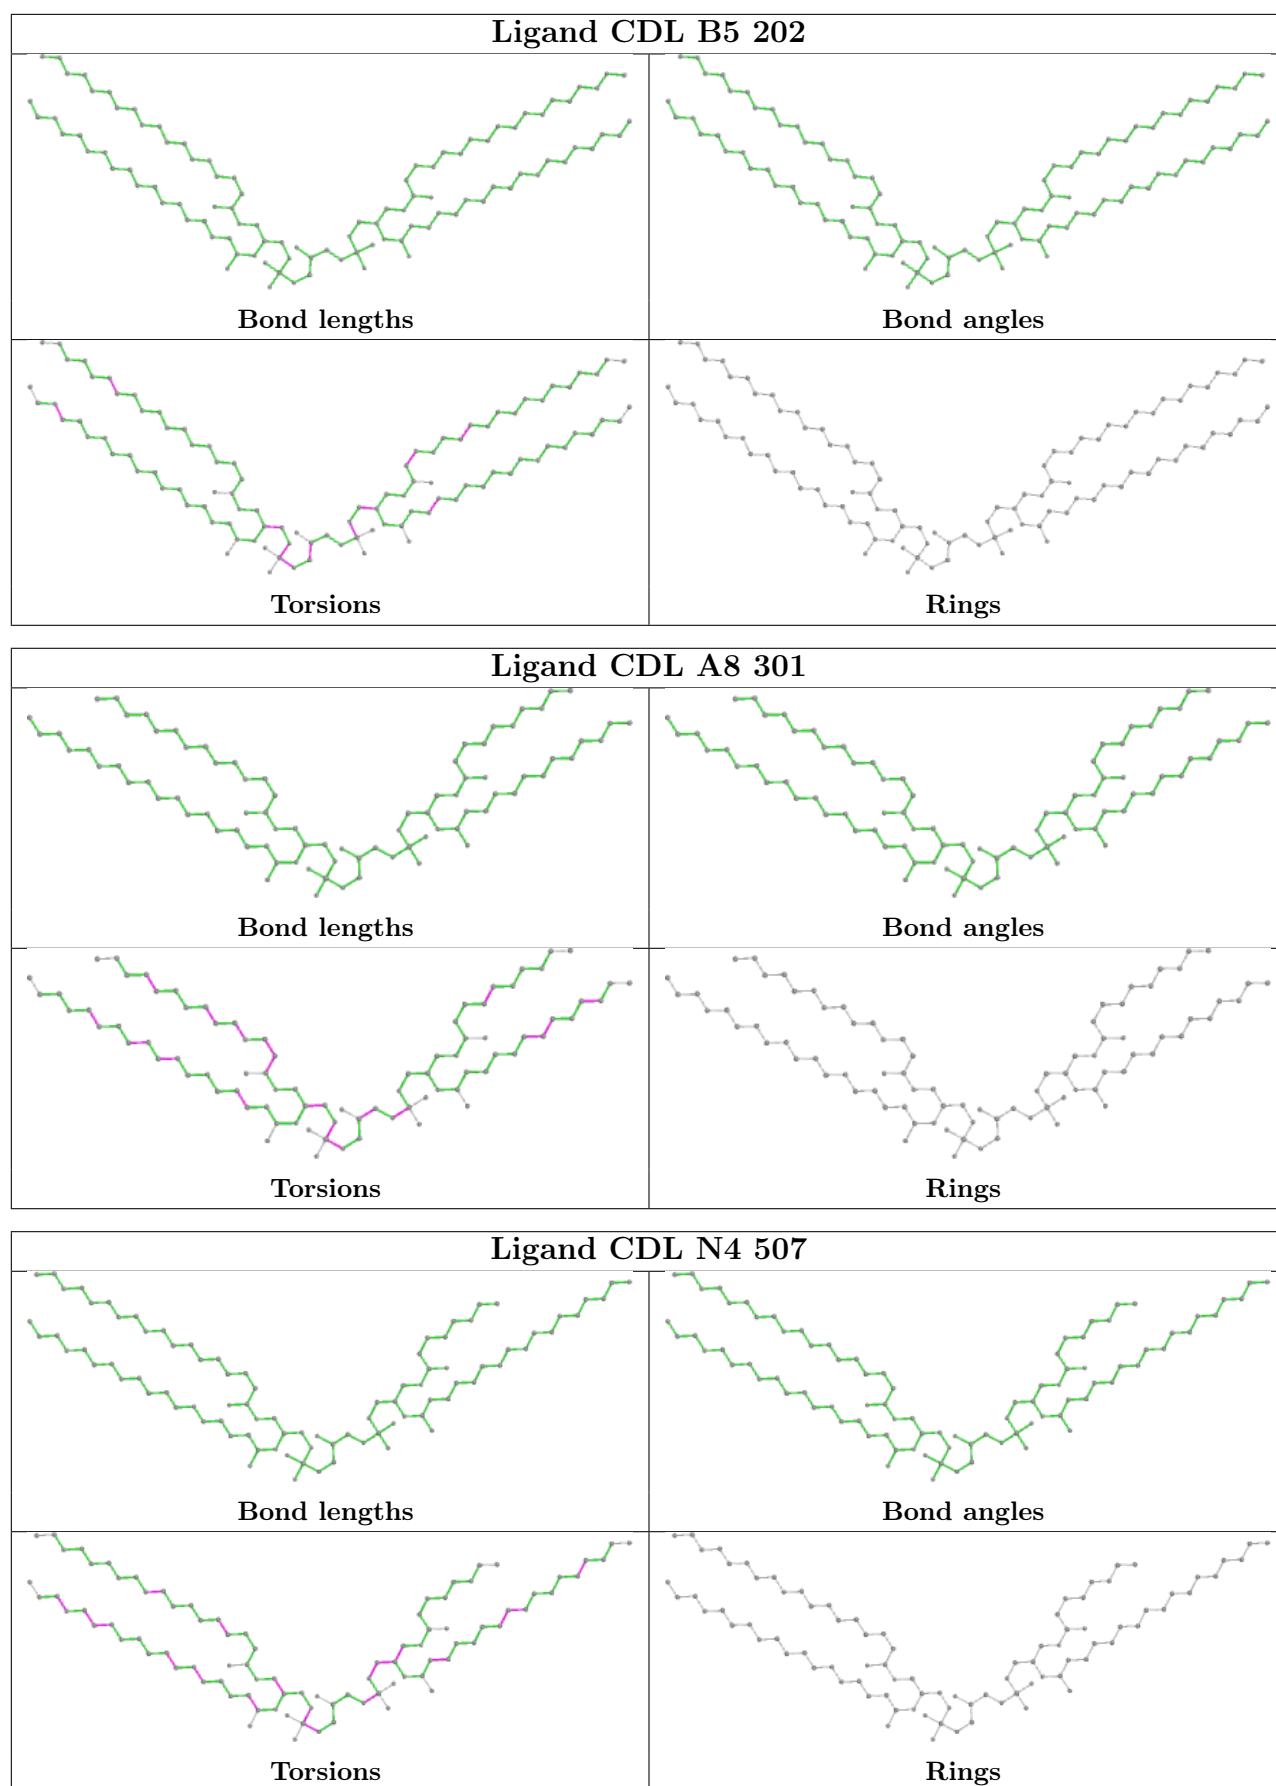 Ligand CDL B5 202
Bond lengths
Bond angles
Torsions
Rings
Ligand CDL A8 301
Bond lengths
Bond angles
Torsions
Rings
Ligand CDL N4 507
Bond lengths
Bond angles
Torsions
Rings